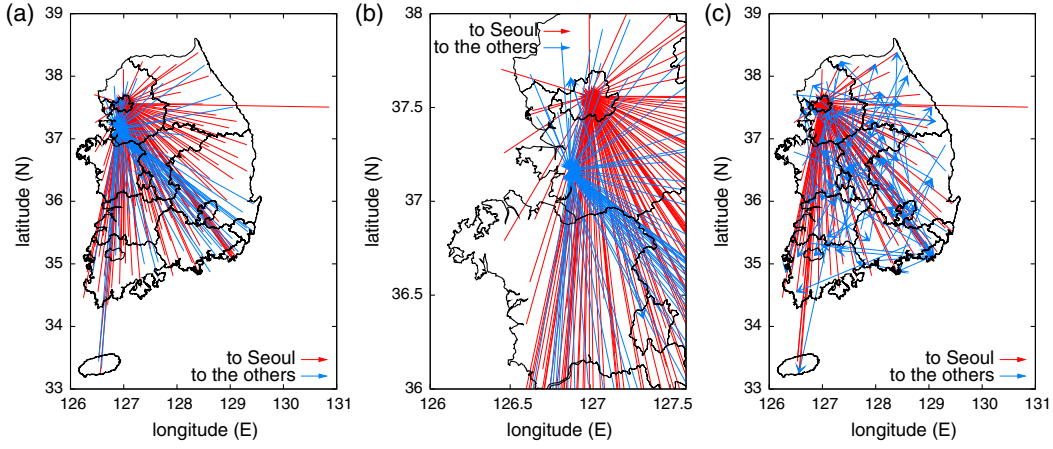 (a)
39
38
37
36
35
34
33
latitude (N)
126 127 128 129 130 131
longitude (E)
to Seoul
to the others
(b)
38
37.5
37
36.5
36
latitude (N)
126 126.5 127 127.5
longitude (E)
to Seoul
to the others
(c)
39
38
37
36
35
34
33
latitude (N)
126 127 128 129 130 131
longitude (E)
to Seoul
to the others